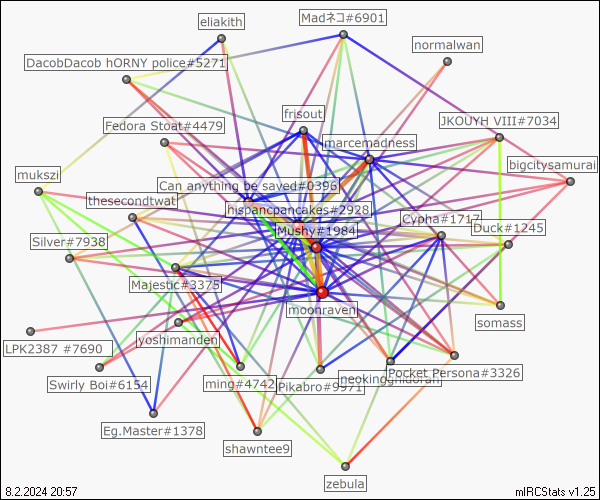 eliakith
Madネコ#6901
normalwan
DacobDacob hORNY police#5271
frisout
JKOUYH VIII#7034
Fedora Stoat#4479
marcemadness
bigcitysamurai
mukszi
Can anything be saved#0396
thesecondtwat
hispancpancakes#2928
Cypha#1717
Duck#1245
Mushy#1984
Silver#7938
Majestic#3375
moonraven
somass
yoshimanden
LPK2387 #7690
Pocket Persona#3326
Swirly Boi#6154
ming#4742
Pikabro#9971
neokingghidorah
Eg.Master#1378
shawntee9
zebula
8.2.2024 20:57
mIRCStats v1.25